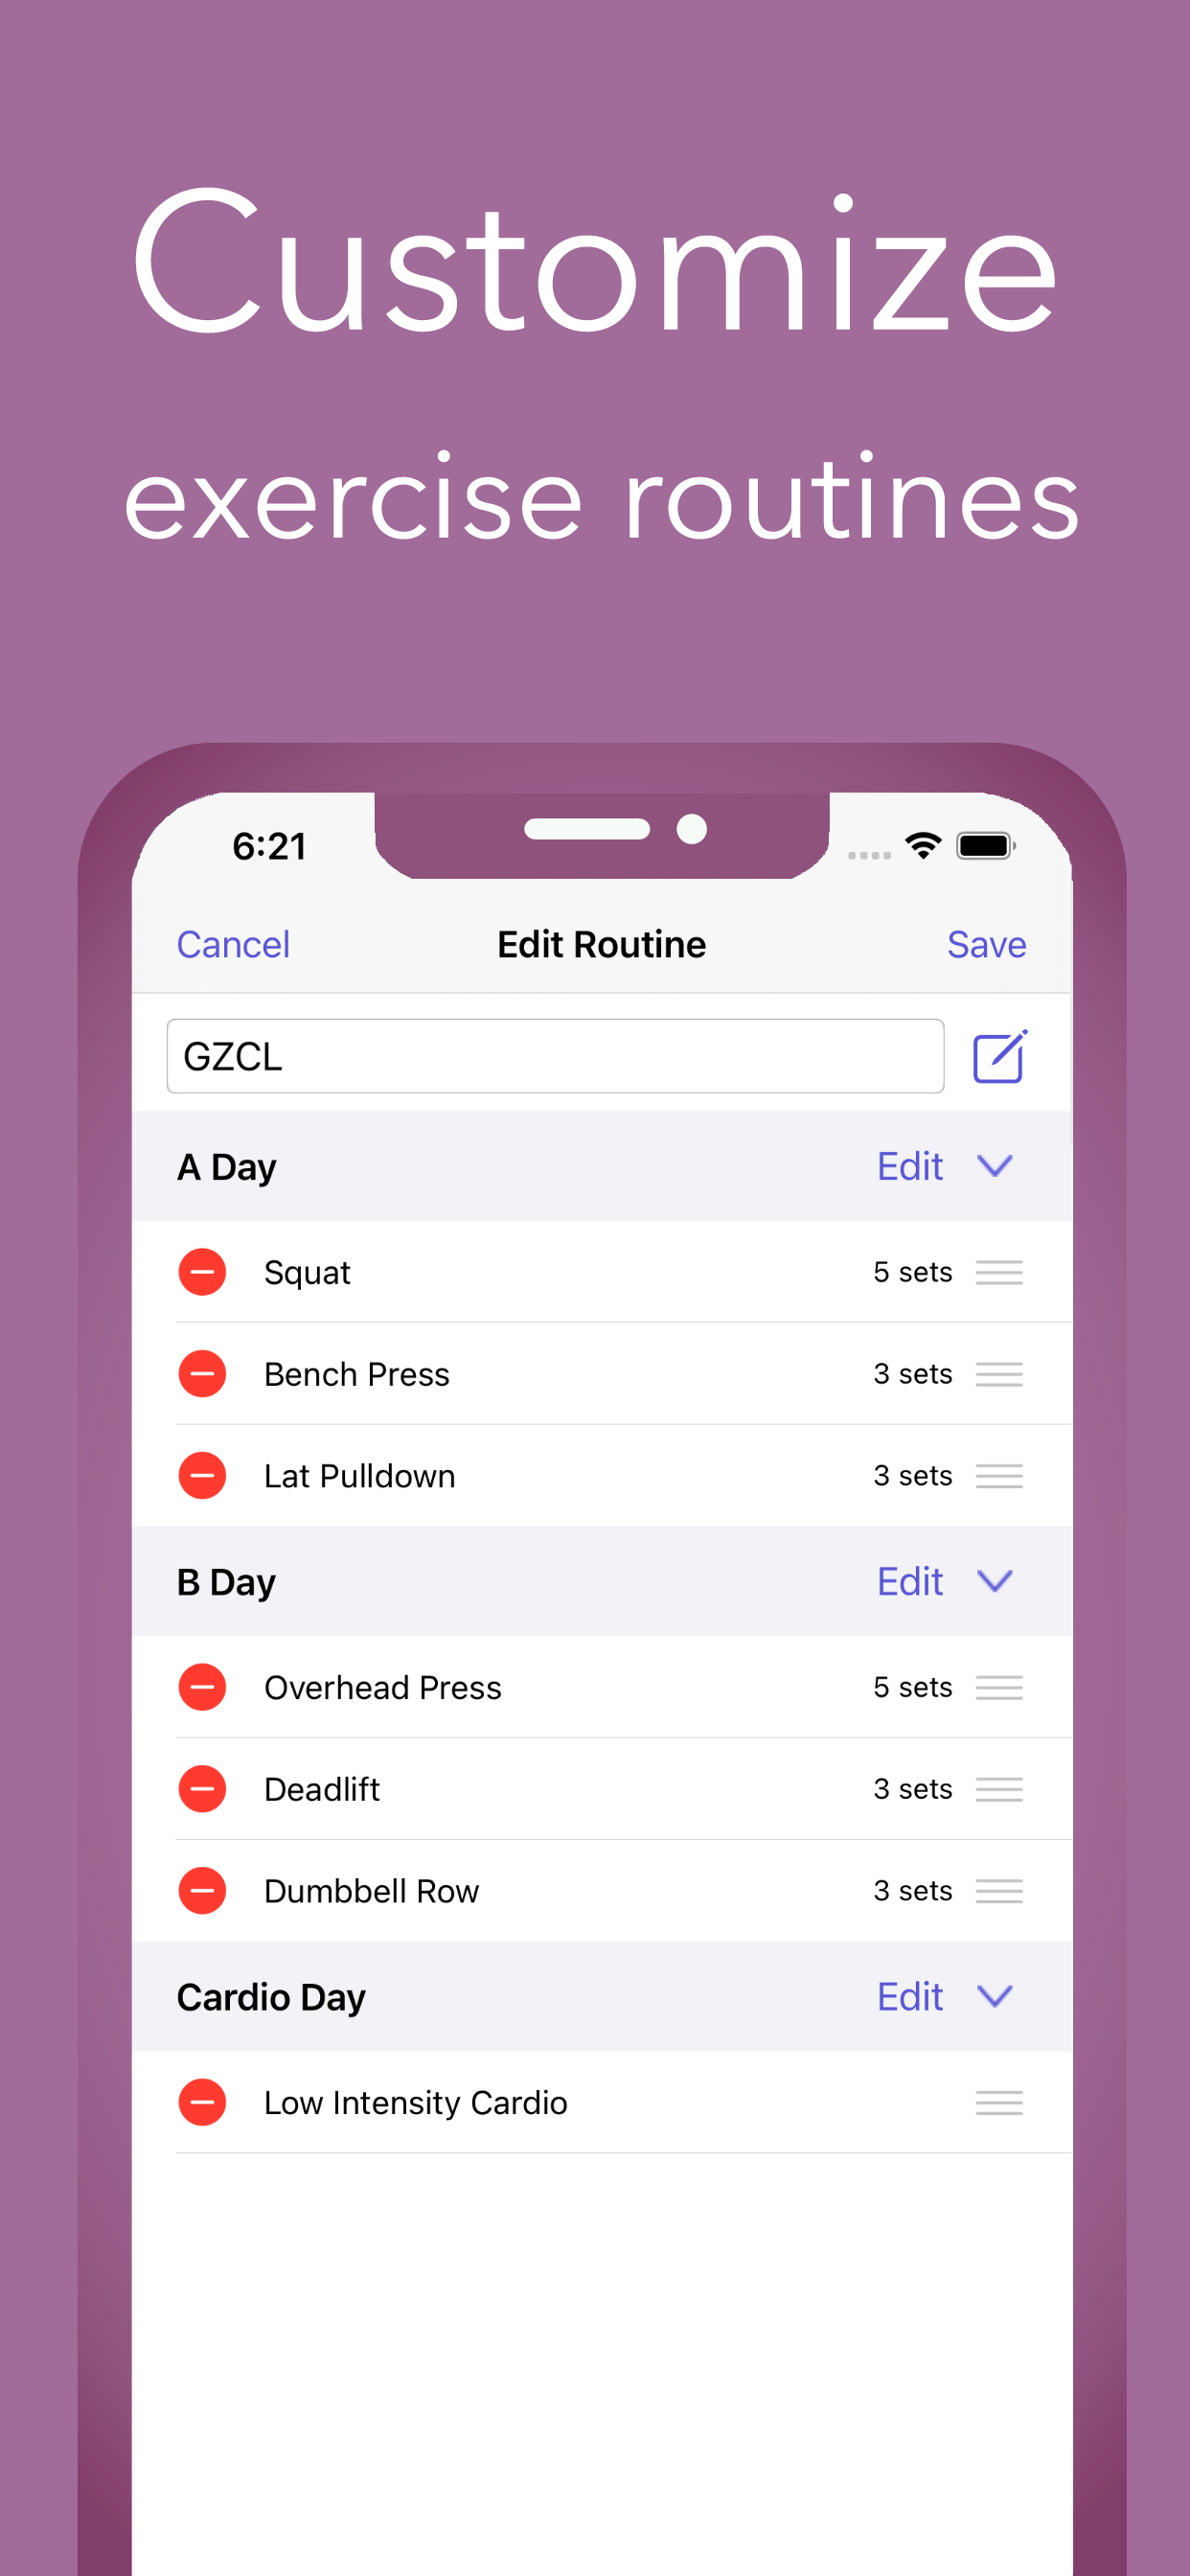 Customize
exercise routines
6:21
Cancel Edit Routine Save
GZCL
A Day Edit
Squat 5 sets
Bench Press 3 sets
Lat Pulldown 3 sets
B Day Edit
Overhead Press 5 sets
Deadlift 3 sets
Dumbbell Row 3 sets
Cardio Day Edit
Low Intensity Cardio